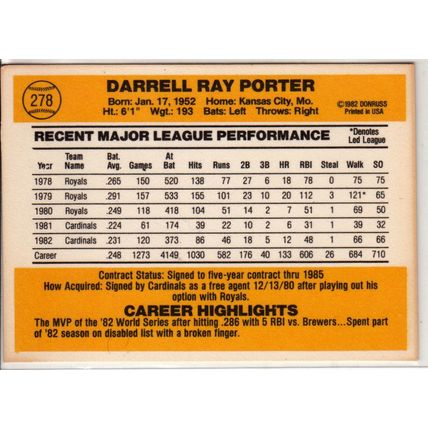 278
DARRELL RAY PORTER
Born: Jan. 17, 1952 Home: Kansas City, Mo.
Ht.: 6'1" Wgt.: 193 Bats: Left Throws: Right
©1982 DONRUSS
Printed in USA
RECENT MAJOR LEAGUE PERFORMANCE
*Denotes
Led League
Year Team Name Bat. Avg. Games At Bat Hits Runs 2B 3B HR RBI Steal Walk SO
1978 Royals .265 150 520 138 77 27 6 18 78 0 75 75
1979 Royals .291 157 533 155 101 23 10 20 112 3 121* 65
1980 Royals .249 118 418 104 51 14 2 7 51 1 69 50
1981 Cardinals .224 61 174 39 22 10 2 6 31 1 39 32
1982 Cardinals .231 120 373 86 46 18 5 12 48 1 66 66
Career .248 1273 4149 1030 582 176 40 133 606 26 684 710
Contract Status: Signed to five-year contract thru 1985
How Acquired: Signed by Cardinals as a free agent 12/13/80 after playing out his
option with Royals.
CAREER HIGHLIGHTS
The MVP of the '82 World Series after hitting .286 with 5 RBI vs. Brewers...Spent part
of '82 season on disabled list with a broken finger.